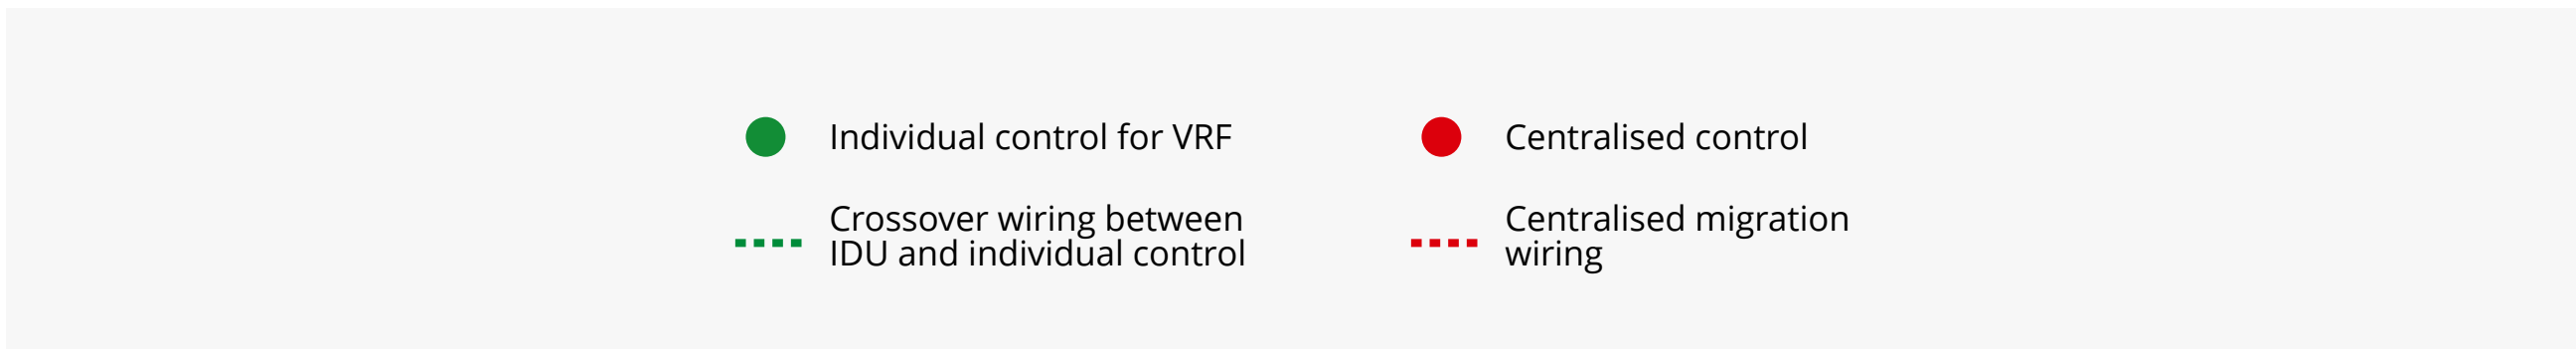 Individual control for VRF
Centralised control
Crossover wiring between
IDU and individual control
Centralised migration
wiring